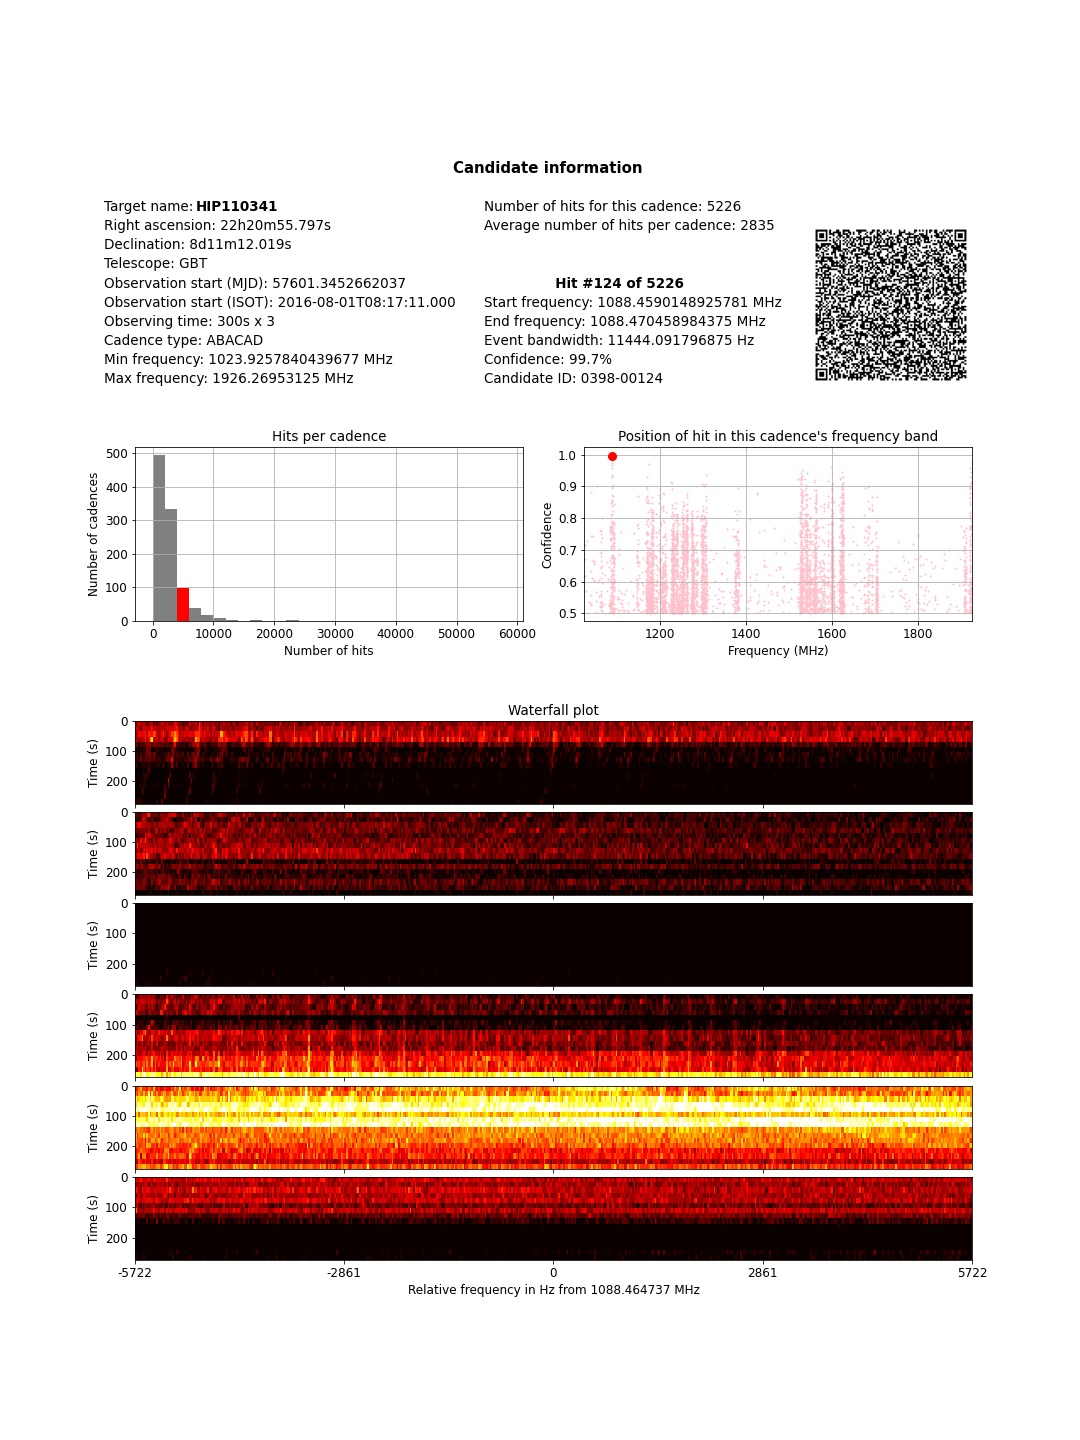 Candidate information
Target name: HIP110341
Right ascension: 22h20m55.797s
Declination: 8d11m12.019s
Telescope: GBT
Observation start (MJD): 57601.3452662037
Observation start (ISOT): 2016-08-01T08:17:11.000
Observing time: 300s x 3
Cadence type: ABACAD
Min frequency: 1023.9257840439677 MHz
Max frequency: 1926.26953125 MHz
Number of hits for this cadence: 5226
Average number of hits per cadence: 2835
Hit #124 of 5226
Start frequency: 1088.4590148925781 MHz
End frequency: 1088.470458984375 MHz
Event bandwidth: 11444.091796875 Hz
Confidence: 99.7%
Candidate ID: 0398-00124
Hits per cadence
Number of cadences
500
400
300
200
100
0
0 10000 20000 30000 40000 50000 60000
Number of hits
Position of hit in this cadence's frequency band
Confidence
1.0
0.9
0.8
0.7
0.6
0.5
1200 1400 1600 1800
Frequency (MHz)
Waterfall plot
Time (s)
0
100
200
Time (s)
0
100
200
Time (s)
0
100
200
Time (s)
0
100
200
Time (s)
0
100
200
Time (s)
0
100
200
-5722 -2861 0 2861 5722
Relative frequency in Hz from 1088.464737 MHz